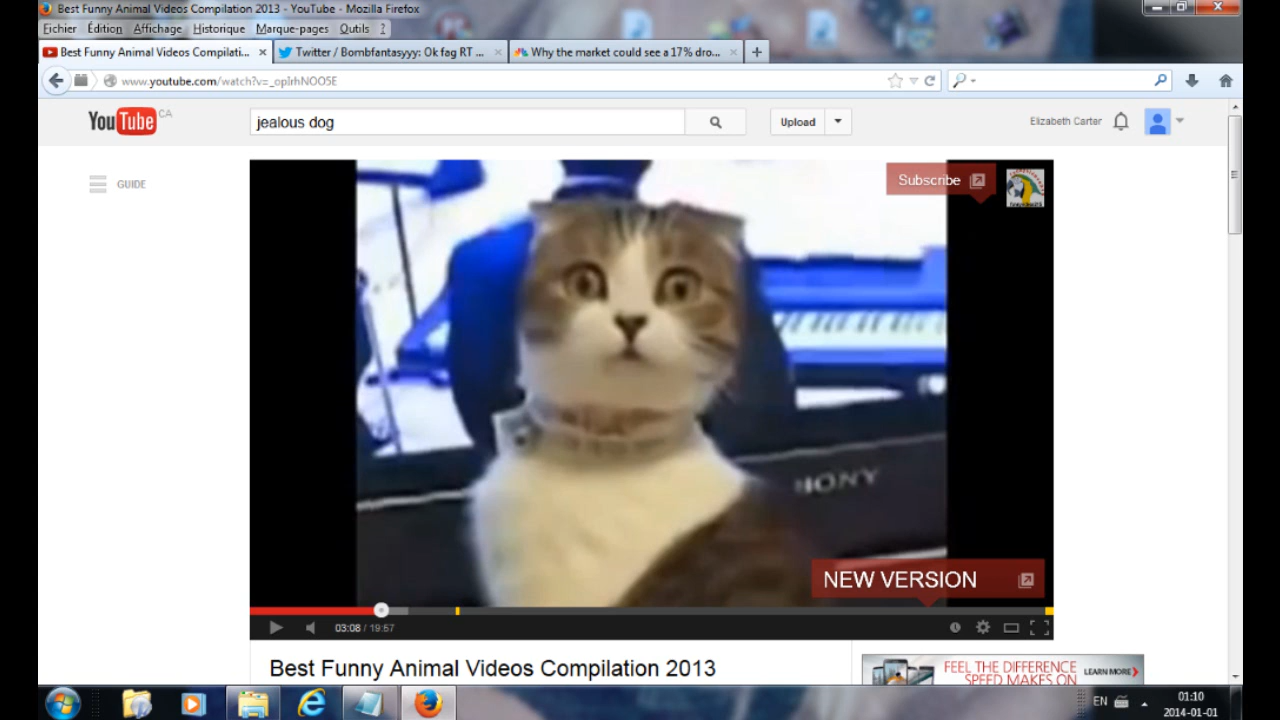 Best Funny Animal Videos Compilation 2013 - YouTube - Mozilla Firefox
Fichier Édition Affichage Historique Marque-pages Outils ?
Best Funny Animal Videos Compilati... × Twitter / Bombfantasyyy: Ok fag RT ... × Why the market could see a 17% dro... × +
www.youtube.com/watch?v=_opIrhNOO5E
YouTube CA
jealous dog
Upload
Elizabeth Carter
GUIDE
Subscribe
SONY
NEW VERSION
03:08 / 19:57
Best Funny Animal Videos Compilation 2013
FEEL THE DIFFERENCE
SPEED MAKES ON
LEARN MORE
EN
01:10
2014-01-01